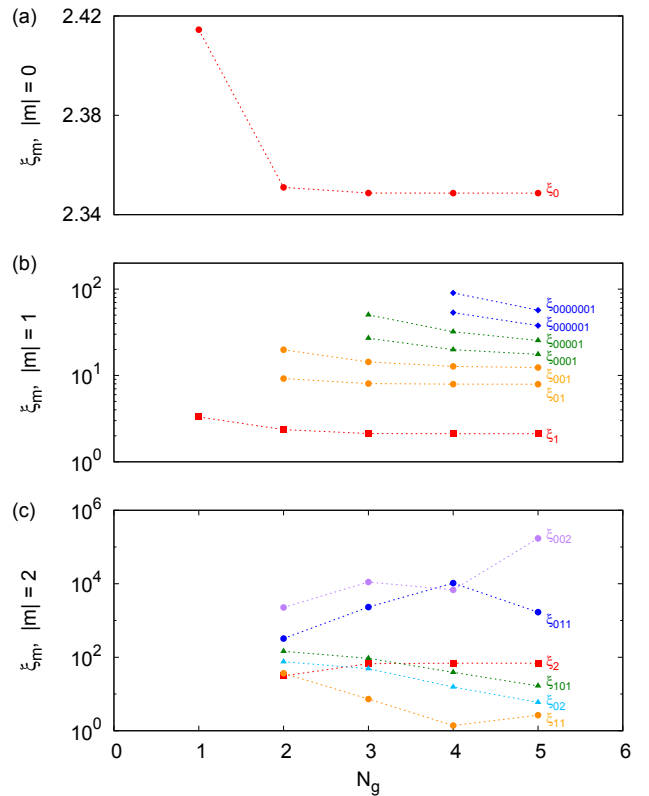 (a)
2.42
2.38
2.34
ξm, |m| = 0
ξ0
(b)
10^2
10^1
10^0
ξm, |m| = 1
ξ0000001
ξ000001
ξ00001
ξ0001
ξ001
ξ01
ξ1
(c)
10^6
10^4
10^2
10^0
ξm, |m| = 2
ξ002
ξ011
ξ2
ξ101
ξ02
ξ11
0 1 2 3 4 5 6
Ng